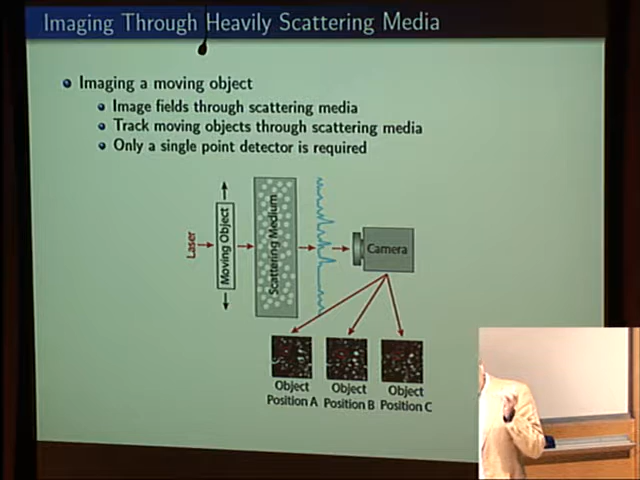 Imaging Through Heavily Scattering Media
Imaging a moving object
Image fields through scattering media
Track moving objects through scattering media
Only a single point detector is required
Laser
Moving Object
Scattering Medium
Camera
Object
Position A
Object
Position B
Object
Position C